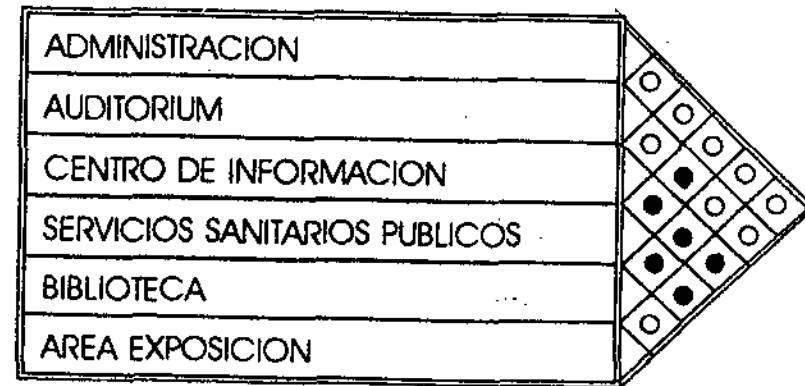 ADMINISTRACION
AUDITORIUM
CENTRO DE INFORMACION
SERVICIOS SANITARIOS PUBLICOS
BIBLIOTECA
AREA EXPOSICION